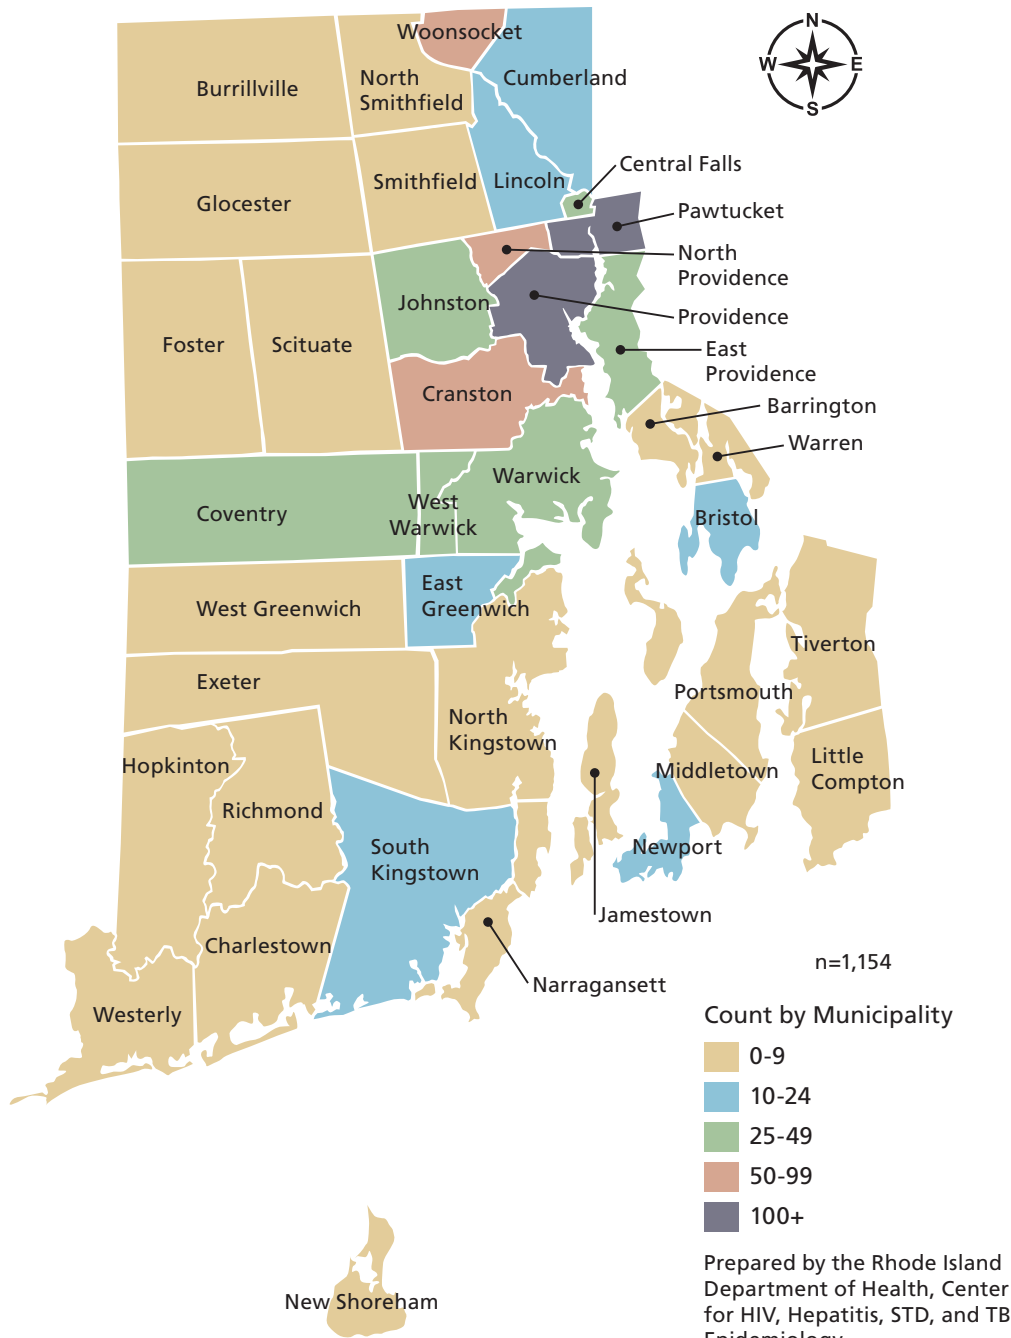 Woonsocket
N
W
E
S
Burrillville
North
Smithfield
Cumberland
Central Falls
Smithfield
Lincoln
Glocester
Pawtucket
North
Providence
Johnston
Providence
Foster
Scituate
East
Providence
Cranston
Barrington
Warren
Warwick
Coventry
West
Warwick
Bristol
East
Greenwich
West Greenwich
Tiverton
Exeter
Portsmouth
North
Kingstown
Hopkinton
Middletown
Little
Compton
Richmond
South
Kingstown
Newport
Jamestown
Charlestown
Narragansett
Westerly
n=1,154
Count by Municipality
0-9
10-24
25-49
50-99
100+
Prepared by the Rhode Island
Department of Health, Center
for HIV, Hepatitis, STD, and TB
Epidemiology
New Shoreham